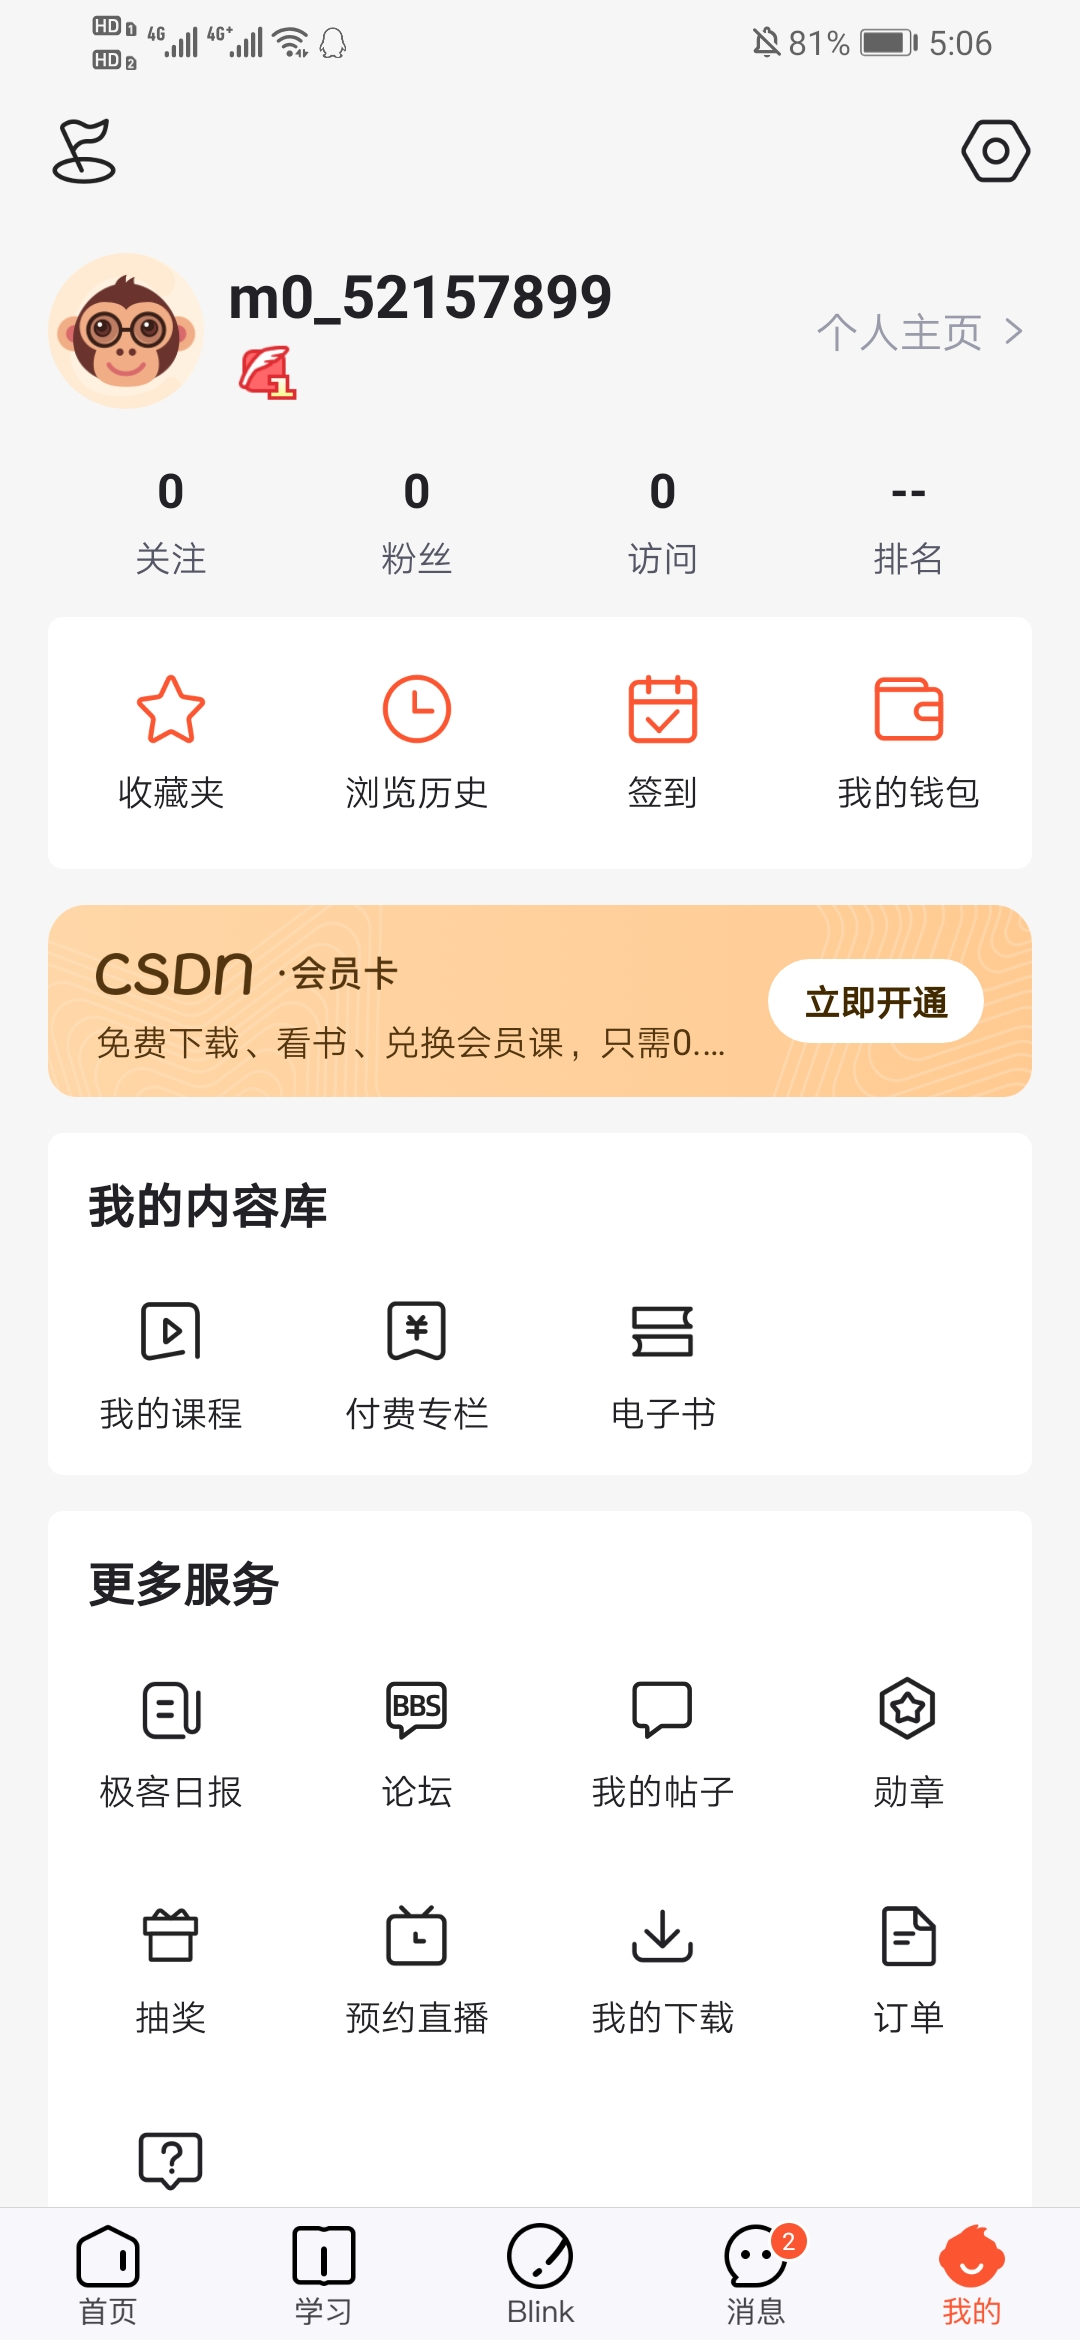 HD 1 4G 4G+ 81% 5:06
HD 2
m0_52157899
1
个人主页
0 0 0 --
关注 粉丝 访问 排名
收藏夹 浏览历史 签到 我的钱包
CSDN ·会员卡
立即开通
免费下载、看书、兑换会员课，只需0....
我的内容库
¥
我的课程 付费专栏 电子书
更多服务
BBS
极客日报 论坛 我的帖子 勋章
抽奖 预约直播 我的下载 订单
?
2
首页 学习 Blink 消息 我的